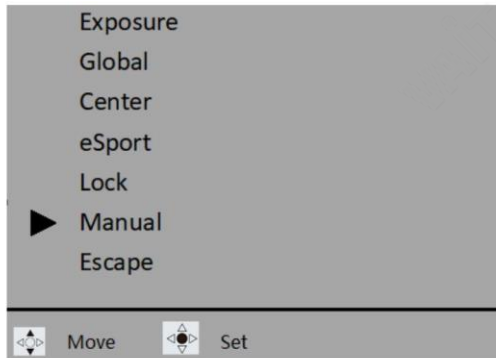 Exposure
Global
Center
eSport
Lock
Manual
Escape
Move Set